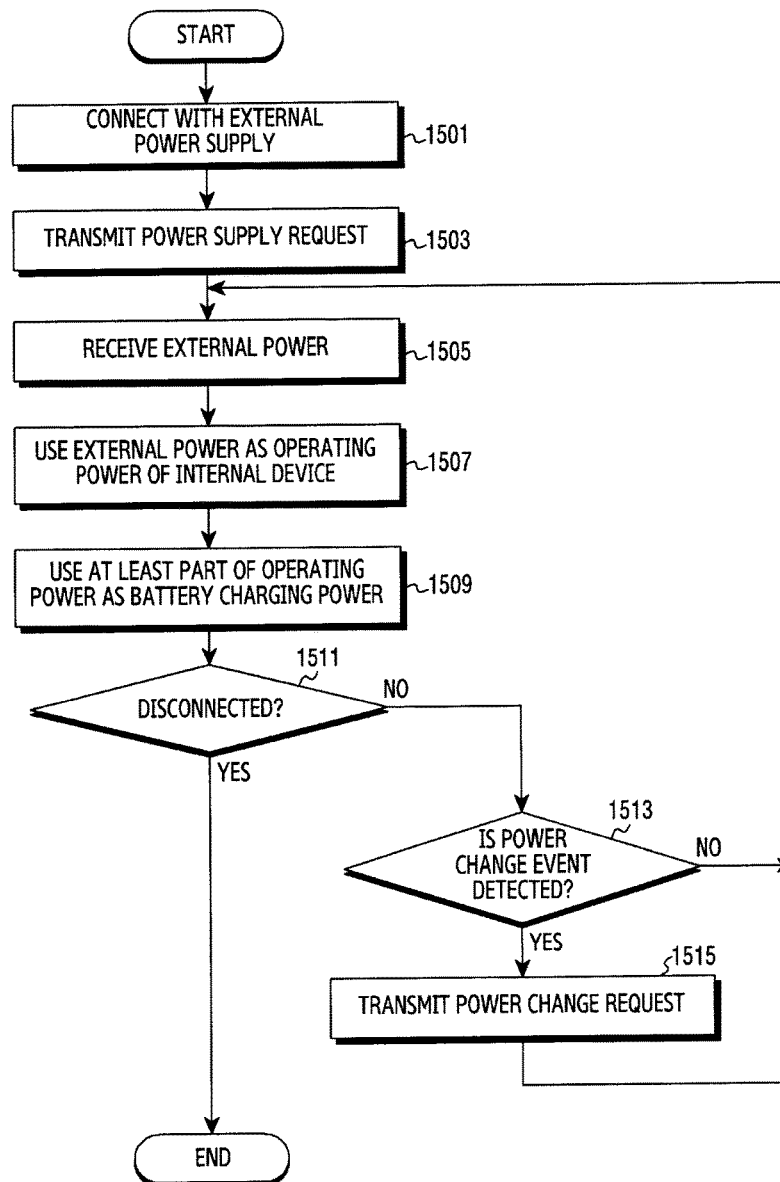 START
CONNECT WITH EXTERNAL
POWER SUPPLY
1501
TRANSMIT POWER SUPPLY REQUEST
1503
RECEIVE EXTERNAL POWER
1505
USE EXTERNAL POWER AS OPERATING
POWER OF INTERNAL DEVICE
1507
USE AT LEAST PART OF OPERATING
POWER AS BATTERY CHARGING POWER
1509
1511
DISCONNECTED?
NO
YES
1513
IS POWER
CHANGE EVENT
DETECTED?
NO
YES
1515
TRANSMIT POWER CHANGE REQUEST
END